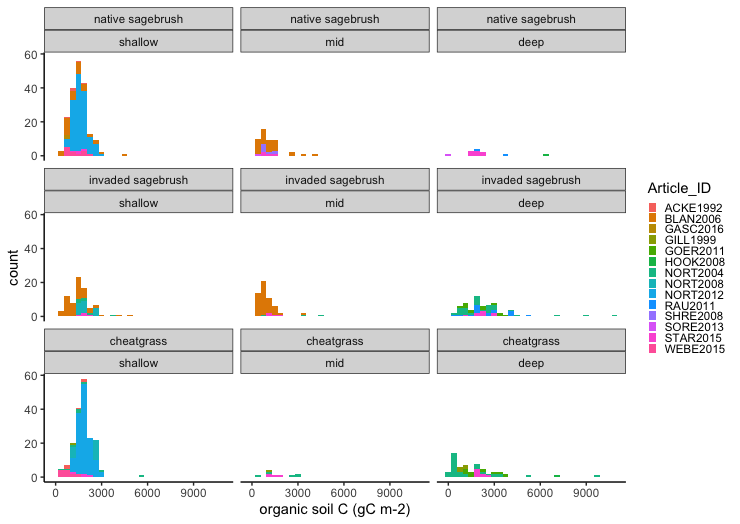 native sagebrush native sagebrush native sagebrush
shallow mid deep
60
40
20
0
invaded sagebrush invaded sagebrush invaded sagebrush
shallow mid deep
60
40
20
0
cheatgrass cheatgrass cheatgrass
shallow mid deep
60
40
20
0
0 3000 6000 9000 0 3000 6000 9000 0 3000 6000 9000
organic soil C (gC m-2)
count
Article_ID
ACKE1992
BLAN2006
GASC2016
GILL1999
GOER2011
HOOK2008
NORT2004
NORT2008
NORT2012
RAU2011
SHRE2008
SORE2013
STAR2015
WEBE2015